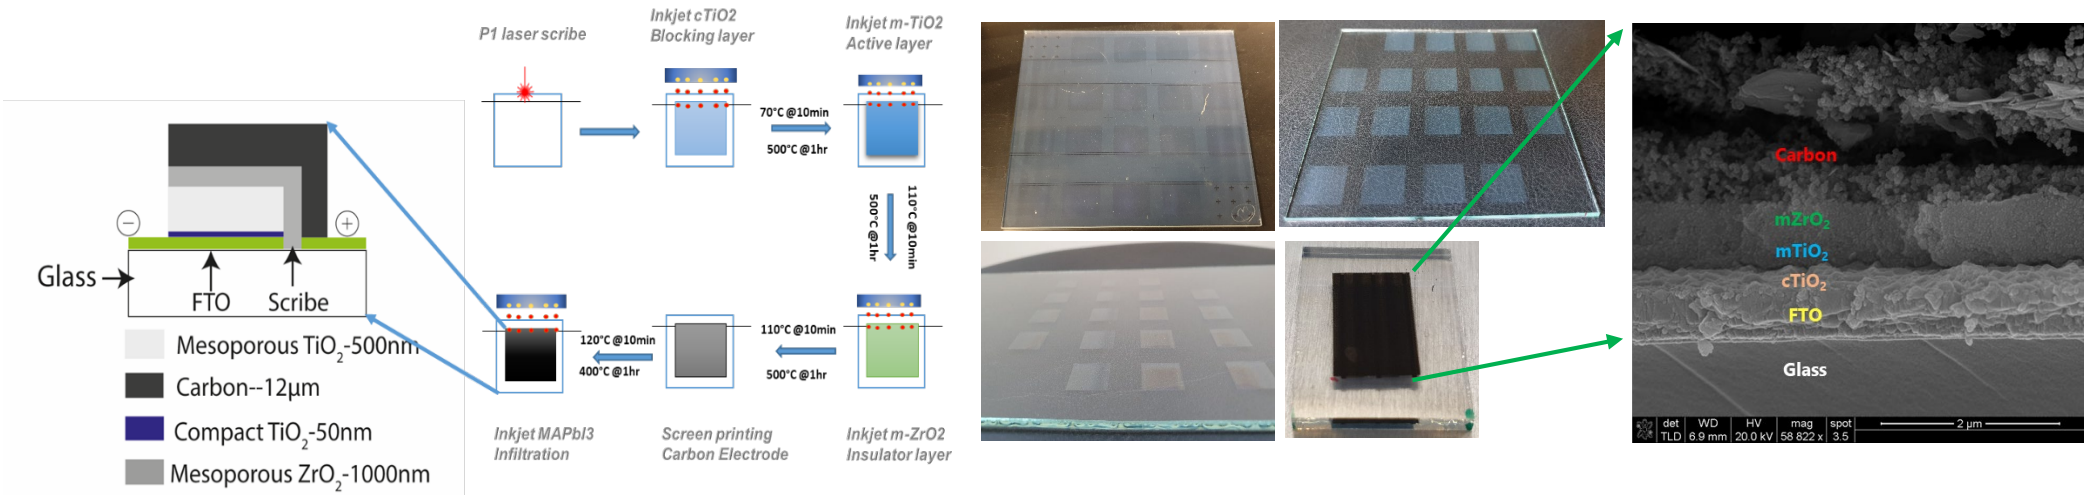 P1 laser scribe
Inkjet cTiO2
Blocking layer
Inkjet m-TiO2
Active layer
70°C @10min
500°C @1hr
110°C @10min
500°C @1hr
110°C @10min
500°C @1hr
120°C @10min
400°C @1hr
Inkjet MAPbI3
Infiltration
Screen printing
Carbon Electrode
Inkjet m-ZrO2
Insulator layer
−
+
Glass
FTO
Scribe
Mesoporous TiO₂-500nm
Carbon--12µm
Compact TiO₂-50nm
Mesoporous ZrO₂-1000nm
Carbon
mZrO₂
mTiO₂
cTiO₂
FTO
Glass
det WD HV mag spot
TLD 6.9 mm 20.0 kV 58 822 x 3.5
2 µm